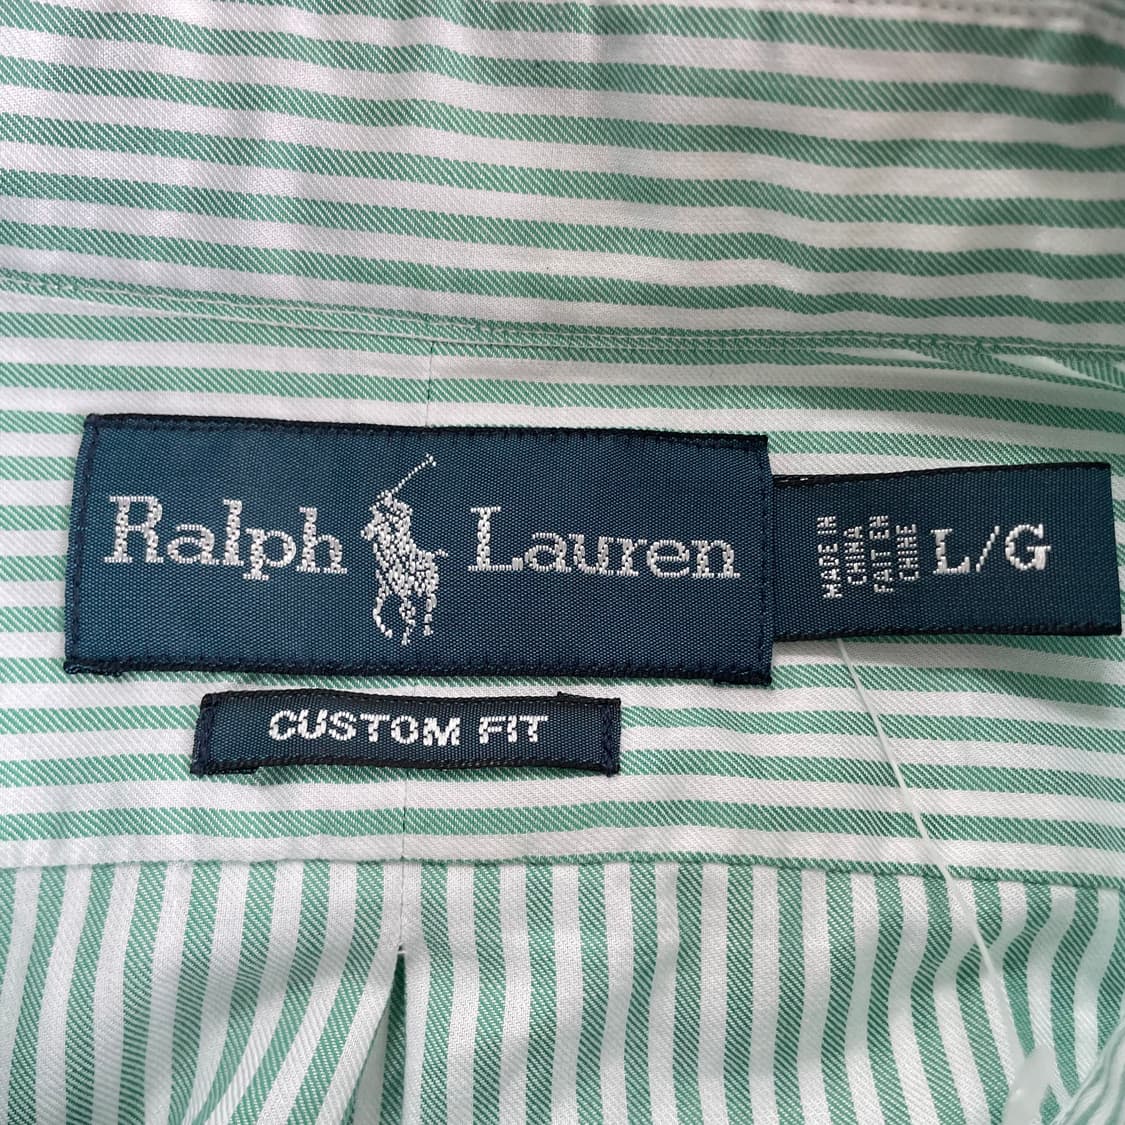 Ralph Lauren
MADE IN
CHINA
FAIT EN
CHINE
L/G
CUSTOM FIT